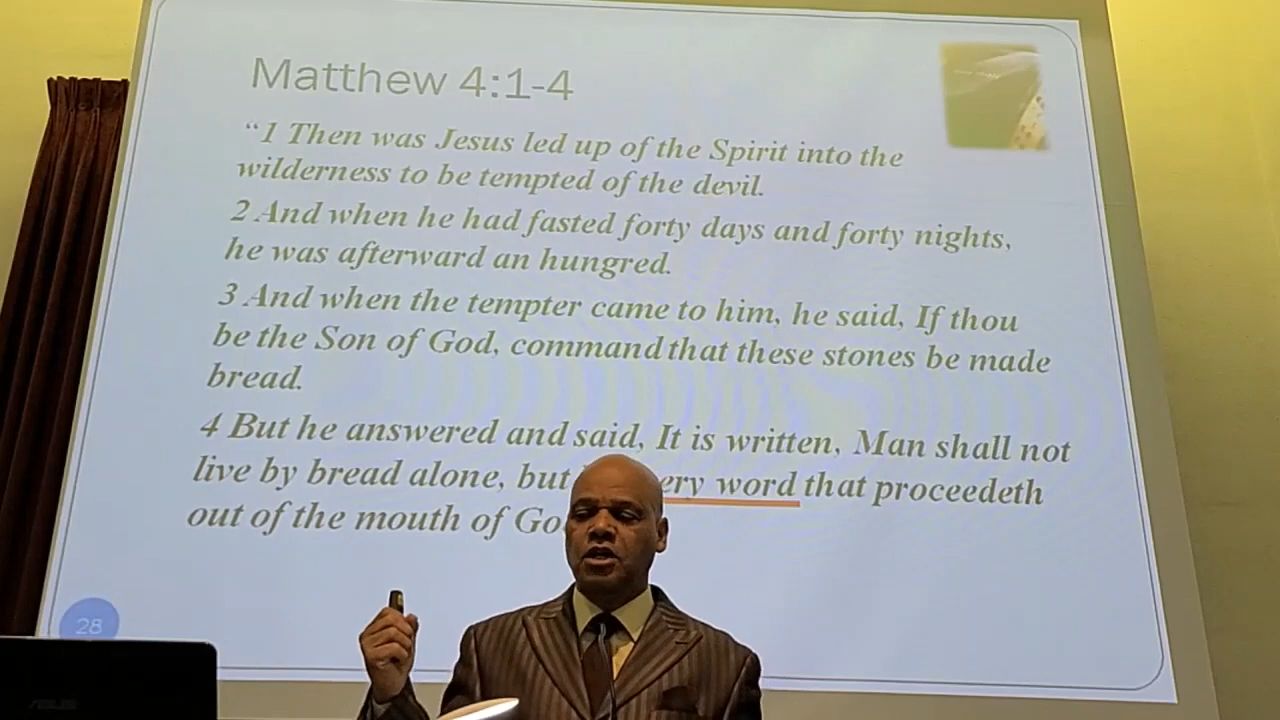 Matthew 4:1-4
“1 Then was Jesus led up of the Spirit into the
wilderness to be tempted of the devil.
2 And when he had fasted forty days and forty nights,
he was afterward an hungred.
3 And when the tempter came to him, he said, If thou
be the Son of God, command that these stones be made
bread.
4 But he answered and said, It is written, Man shall not
live by bread alone, but ery word that proceedeth
out of the mouth of Go
28
ASUS